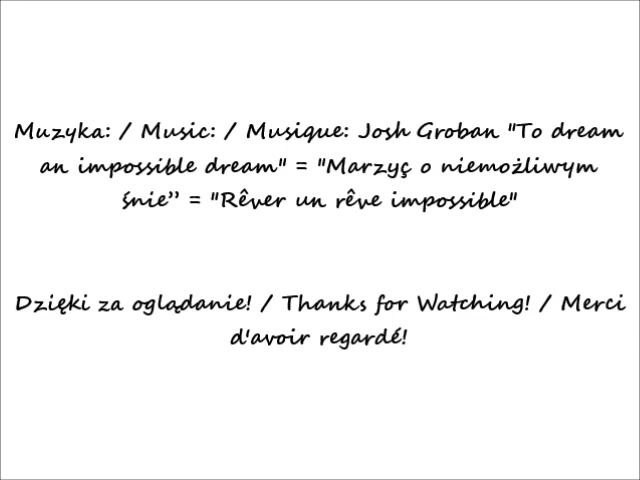 Muzyka: / Music: / Musique: Josh Groban "To dream
an impossible dream" = "Marzyç o niemożliwym
śnie” = "Rêver un rêve impossible"
Dzięki za oglądanie! / Thanks for Watching! / Merci
d'avoir regardé!